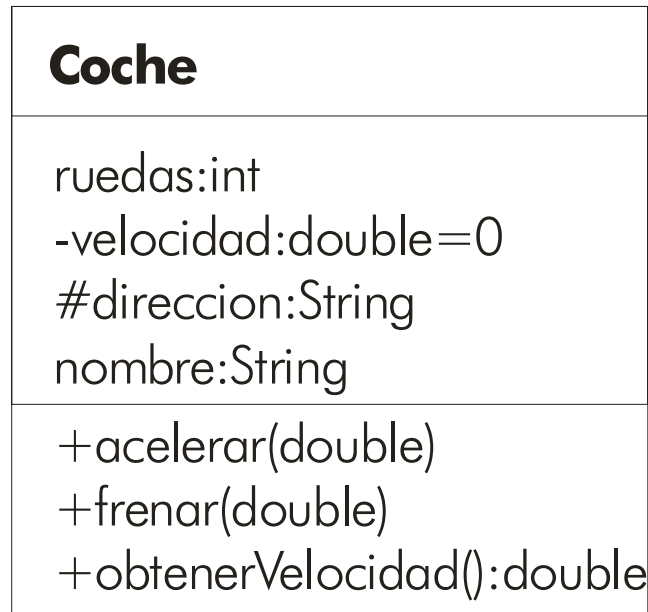 Coche
ruedas:int
-velocidad:double=0
#direccion:String
nombre:String
+acelerar(double)
+frenar(double)
+obtenerVelocidad():double